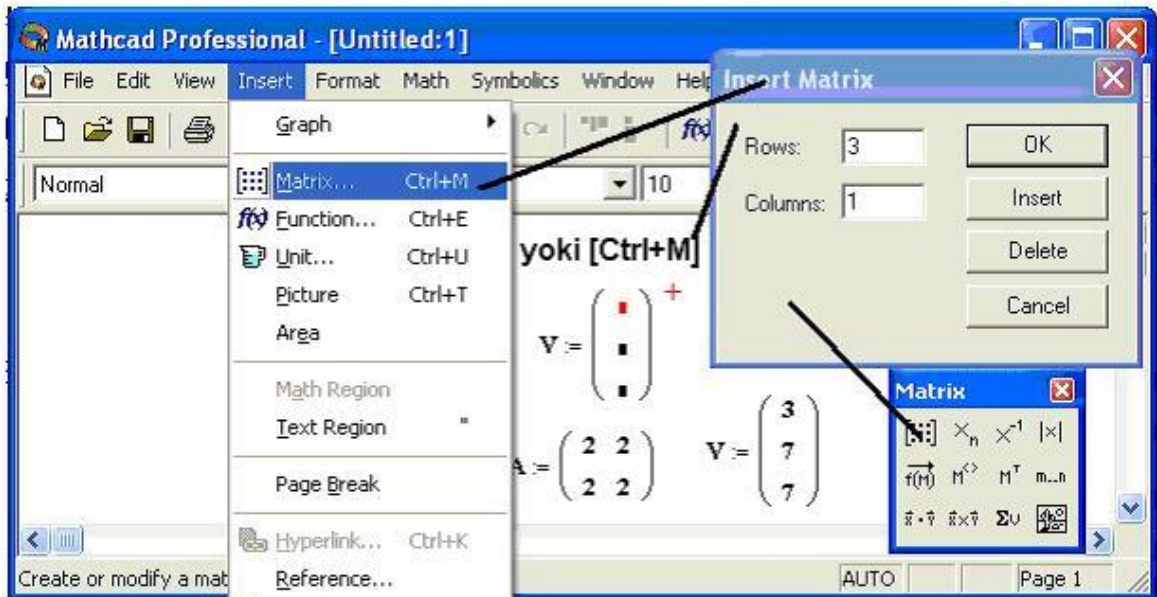 Mathcad Professional - [Untitled:1]
File Edit View Insert Format Math Symbolics Window Help
Insert Matrix
Rows: 3
Columns: 1
OK
Insert
Delete
Cancel
Normal
10
f(x)
Graph
Matrix... Ctrl+M
f(x) Function... Ctrl+E
Unit... Ctrl+U
Picture Ctrl+T
Area
Math Region
Text Region "
Page Break
Hyperlink... Ctrl+K
Reference...
yoki [Ctrl+M]
V :=
A := 2 2
2 2
V := 3
7
7
Matrix
[:::] ×n ×-1 |×|
f(M) M<> Mᵀ m..n
Συ
Create or modify a mat
AUTO
Page 1